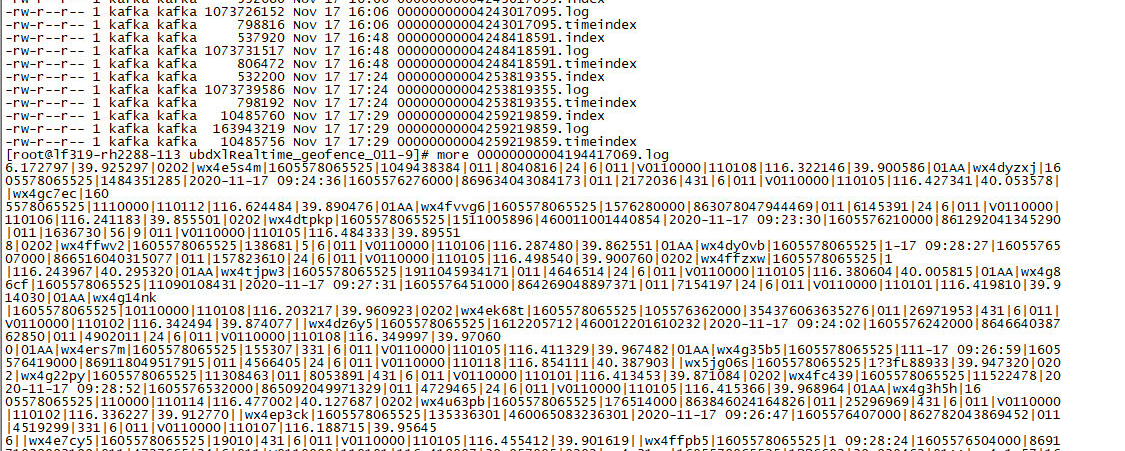 -rw-r--r-- 1 kafka kafka 1073726152 Nov 17 16:06 00000000004243017095.log
-rw-r--r-- 1 kafka kafka     798816 Nov 17 16:06 00000000004243017095.timeindex
-rw-r--r-- 1 kafka kafka     537920 Nov 17 16:48 00000000004248418591.index
-rw-r--r-- 1 kafka kafka 1073731517 Nov 17 16:48 00000000004248418591.log
-rw-r--r-- 1 kafka kafka     806472 Nov 17 16:48 00000000004248418591.timeindex
-rw-r--r-- 1 kafka kafka     532200 Nov 17 17:24 00000000004253819355.index
-rw-r--r-- 1 kafka kafka 1073739586 Nov 17 17:24 00000000004253819355.log
-rw-r--r-- 1 kafka kafka     798192 Nov 17 17:24 00000000004253819355.timeindex
-rw-r--r-- 1 kafka kafka   10485760 Nov 17 17:29 00000000004259219859.index
-rw-r--r-- 1 kafka kafka  163943219 Nov 17 17:29 00000000004259219859.log
-rw-r--r-- 1 kafka kafka   10485756 Nov 17 17:29 00000000004259219859.timeindex
[root@lf319-rh2288-113 ubdXlRealtime_geofence_011-9]# more 00000000004194417069.log
6.172797|39.925297|0202|wx4e5s4m|1605578065525|1049438384|011|8040816|24|6|011|V0110000|110108|116.322146|39.900586|01AA|wx4dyzxj|16
05578065525|1484351285|2020-11-17 09:24:36|1605576276000|869634043084173|011|2172036|431|6|011|V0110000|110105|116.427341|40.053578|
|wx4gc7ec|160
5578065525|1110000|110112|116.624484|39.890476|01AA|wx4fvvg6|1605578065525|1576280000|863078047944469|011|6145391|24|6|011|V0110000|
110106|116.241183|39.855501|0202|wx4dtpkp|1605578065525|1511005896|460011001440854|2020-11-17 09:23:30|1605576210000|861292041345290
|011|1636730|56|9|011|V0110000|110105|116.484333|39.89551
8|0202|wx4ffwv2|1605578065525|138681|5|6|011|V0110000|110106|116.287480|39.862551|01AA|wx4dy0vb|1605578065525|1-17 09:28:27|16055765
07000|866516040315077|011|157823610|24|6|011|V0110000|110105|116.498540|39.900760|0202|wx4ffzxw|1605578065525|1
|116.243967|40.295320|01AA|wx4tjpw3|1605578065525|1911045934171|011|4646514|24|6|011|V0110000|110105|116.380604|40.005815|01AA|wx4g8
6cf|1605578065525|11090108431|2020-11-17 09:27:31|1605576451000|864269048897371|011|7154197|24|6|011|V0110000|110101|116.419810|39.9
14030|01AA|wx4g14nk
|1605578065525|10110000|110108|116.203217|39.960923|0202|wx4ek68t|1605578065525|105576362000|354376063635276|011|26971953|431|6|011|
V0110000|110102|116.342494|39.874077||wx4dz6y5|1605578065525|1612205712|460012201610232|2020-11-17 09:24:02|1605576242000|8646640387
62850|011|4902011|24|6|011|V0110000|110108|116.349997|39.97060
0|01AA|wx4ers7m|1605578065525|155307|331|6|011|V0110000|110105|116.411329|39.967482|01AA|wx4g35b5|1605578065525|111-17 09:26:59|1605
576419000|869118049517915|011|4566405|24|6|011|V0110000|110118|116.854111|40.387903||wx5jg06s|1605578065525|1?3fL88933|39.947320|020
2|wx4g22py|1605578065525|11308463|011|8053891|431|6|011|V0110000|110101|116.413453|39.871084|0202|wx4fc439|1605578065525|11522478|20
20-11-17 09:28:52|1605576532000|865092049971329|011|4729465|24|6|011|V0110000|110105|116.415366|39.968964|01AA|wx4g3h5h|16
05578065525|110000|110114|116.477002|40.127687|0202|wx4u63pb|1605578065525|176514000|863846024164826|011|25296969|431|6|011|V0110000
|110102|116.336227|39.912770||wx4ep3ck|1605578065525|135336301|460065083236301|2020-11-17 09:26:47|1605576407000|862782043869452|011
|4519299|331|6|011|V0110000|110107|116.188715|39.95645
6||wx4e7cy5|1605578065525|19010|431|6|011|V0110000|110105|116.455412|39.901619||wx4ffpb5|1605578065525|1 09:28:24|1605576504000|8691